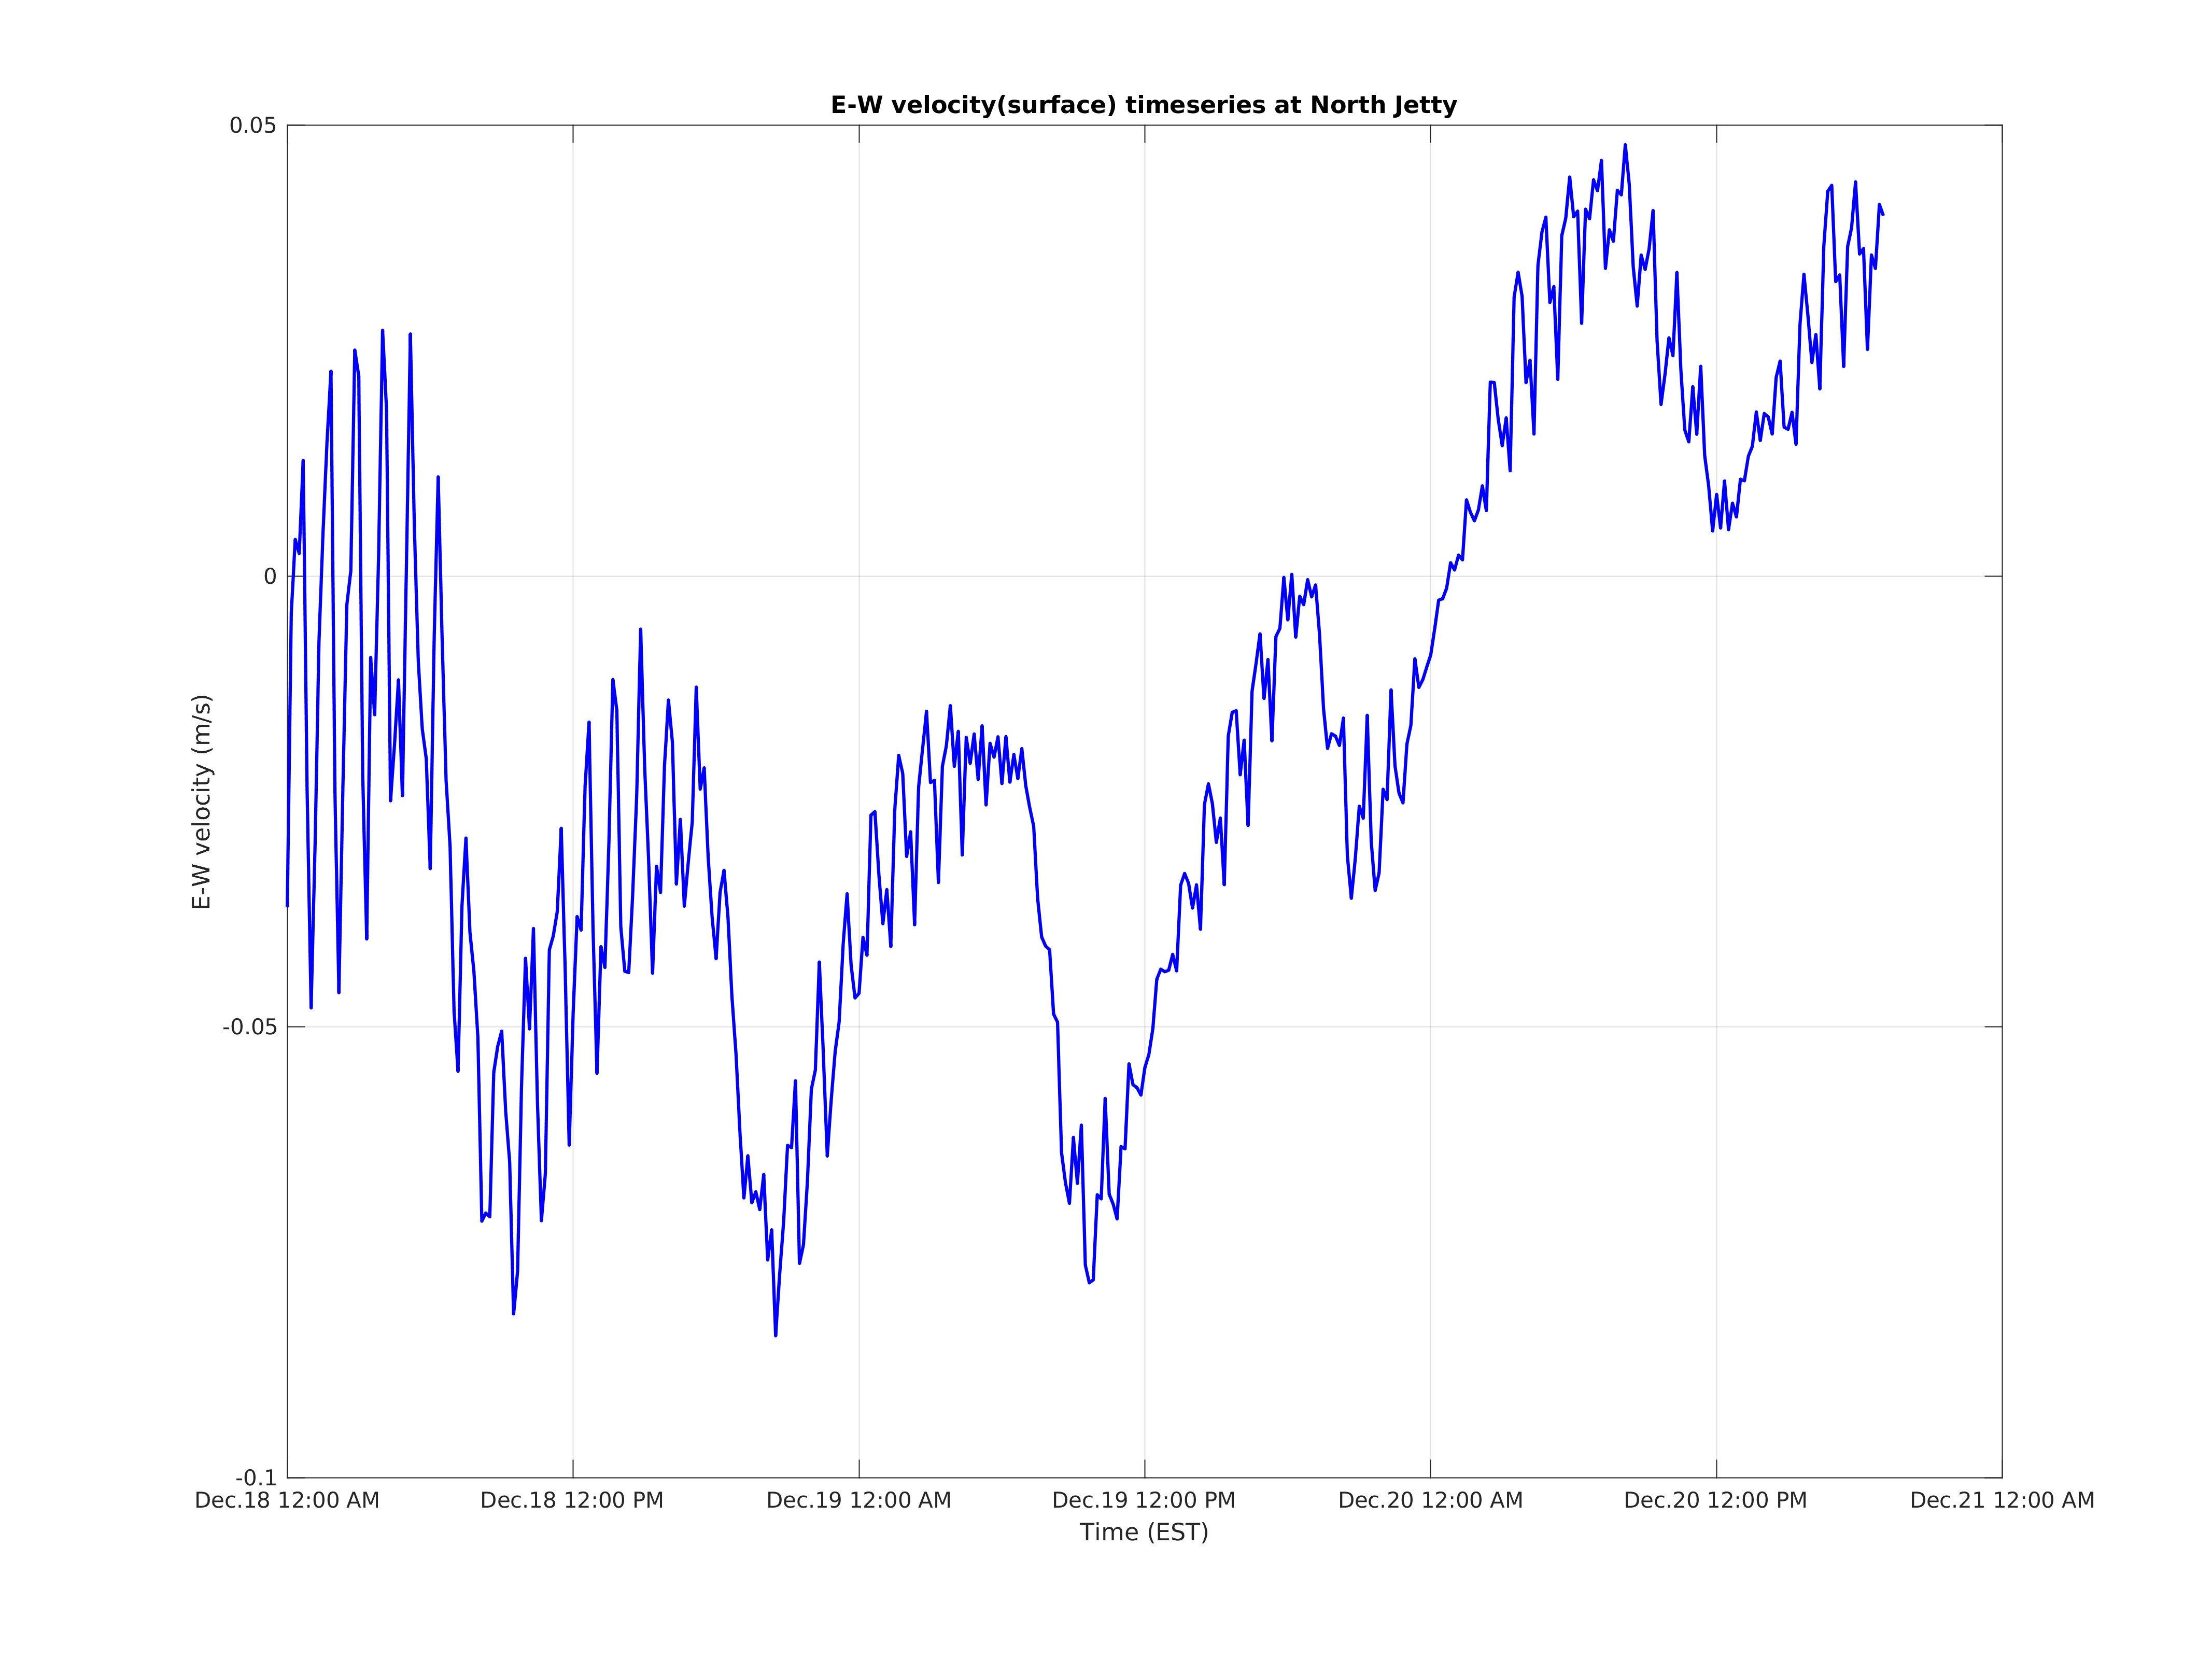 E-W velocity(surface) timeseries at North Jetty
0.05
0
-0.05
-0.1
E-W velocity (m/s)
Dec.18 12:00 AM
Dec.18 12:00 PM
Dec.19 12:00 AM
Dec.19 12:00 PM
Dec.20 12:00 AM
Dec.20 12:00 PM
Dec.21 12:00 AM
Time (EST)